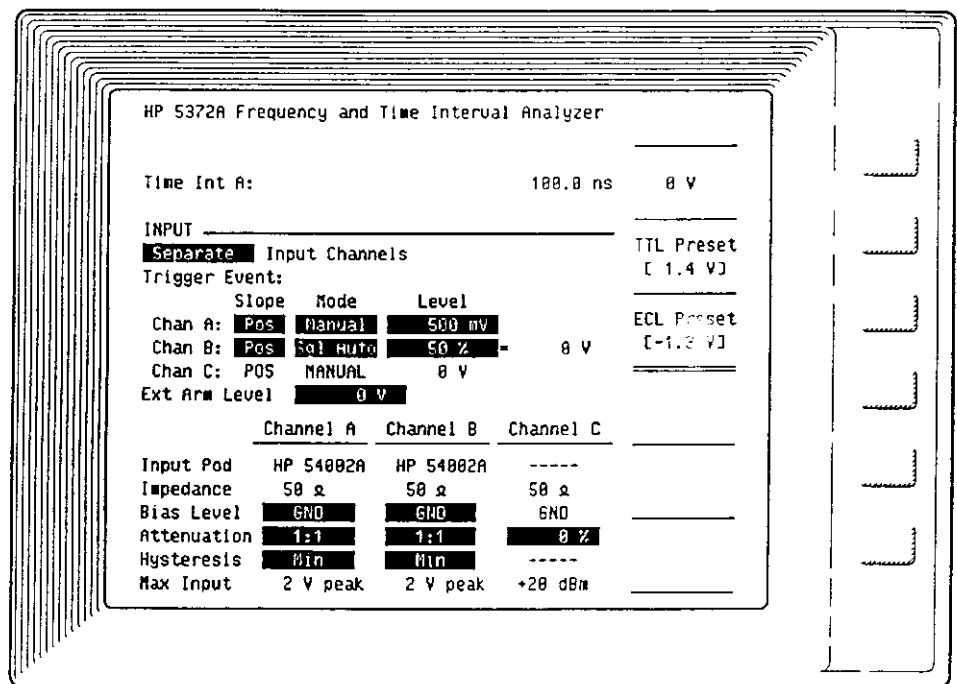 HP 5372A Frequency and Time Interval Analyzer
Time Int A: 100.0 ns 0 V
INPUT
Separate Input Channels
TTL Preset
[ 1.4 V]
Trigger Event:
Slope Mode Level
Chan A: Pos Manual 500 mV
ECL Preset
[-1.3 V]
Chan B: Pos Sgl Auto 50 % = 0 V
Chan C: POS MANUAL 0 V
Ext Arm Level 0 V
Channel A Channel B Channel C
Input Pod HP 54002A HP 54002A -----
Impedance 50 Ω 50 Ω 50 Ω
Bias Level GND GND GND
Attenuation 1:1 1:1 0 %
Hysteresis Min Min -----
Max Input 2 V peak 2 V peak +20 dBm